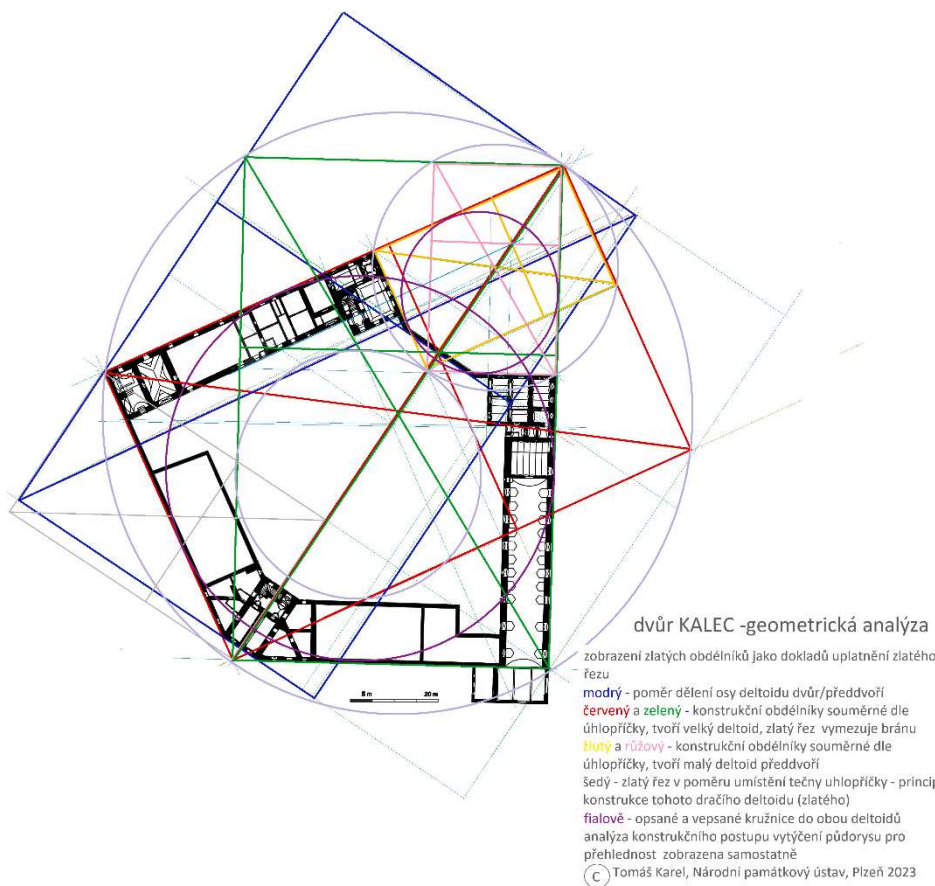 5 m 20 m
dvůr KALEC -geometrická analýza
zobrazení zlatých obdélníků jako dokladů uplatnění zlatého
řezu
modrý - poměr dělení osy deltoidu dvůr/předdvoří
červený a zelený - konstrukční obdélníky souměrné dle
úhlopříčky, tvoří velký deltoid, zlatý řez vymezuje bránu
žlutý a růžový - konstrukční obdélníky souměrné dle
úhlopříčky, tvoří malý deltoid předdvoří
šedý - zlatý řez v poměru umístění tečny uhlopříčky - princip
konstrukce tohoto dračího deltoidu (zlatého)
fialově - opsané a vepsané kružnice do obou deltoidů
analýza konstrukčního postupu vytýčení půdorysu pro
přehlednost zobrazena samostatně
C Tomáš Karel, Národní památkový ústav, Plzeň 2023